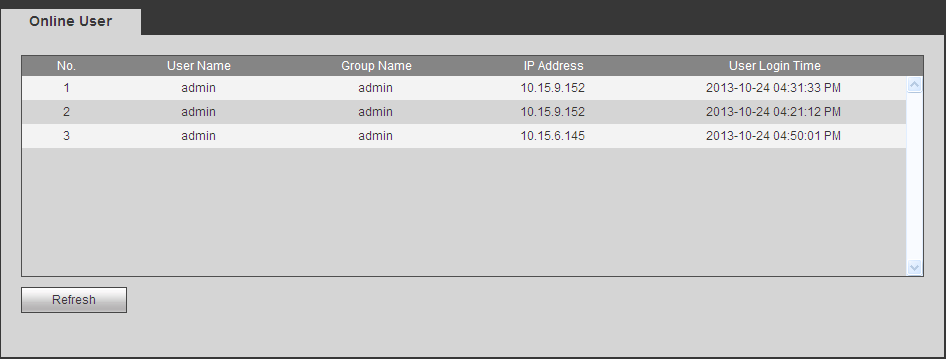 Online User
No. User Name Group Name IP Address User Login Time
1 admin admin 10.15.9.152 2013-10-24 04:31:33 PM
2 admin admin 10.15.9.152 2013-10-24 04:21:12 PM
3 admin admin 10.15.6.145 2013-10-24 04:50:01 PM
Refresh